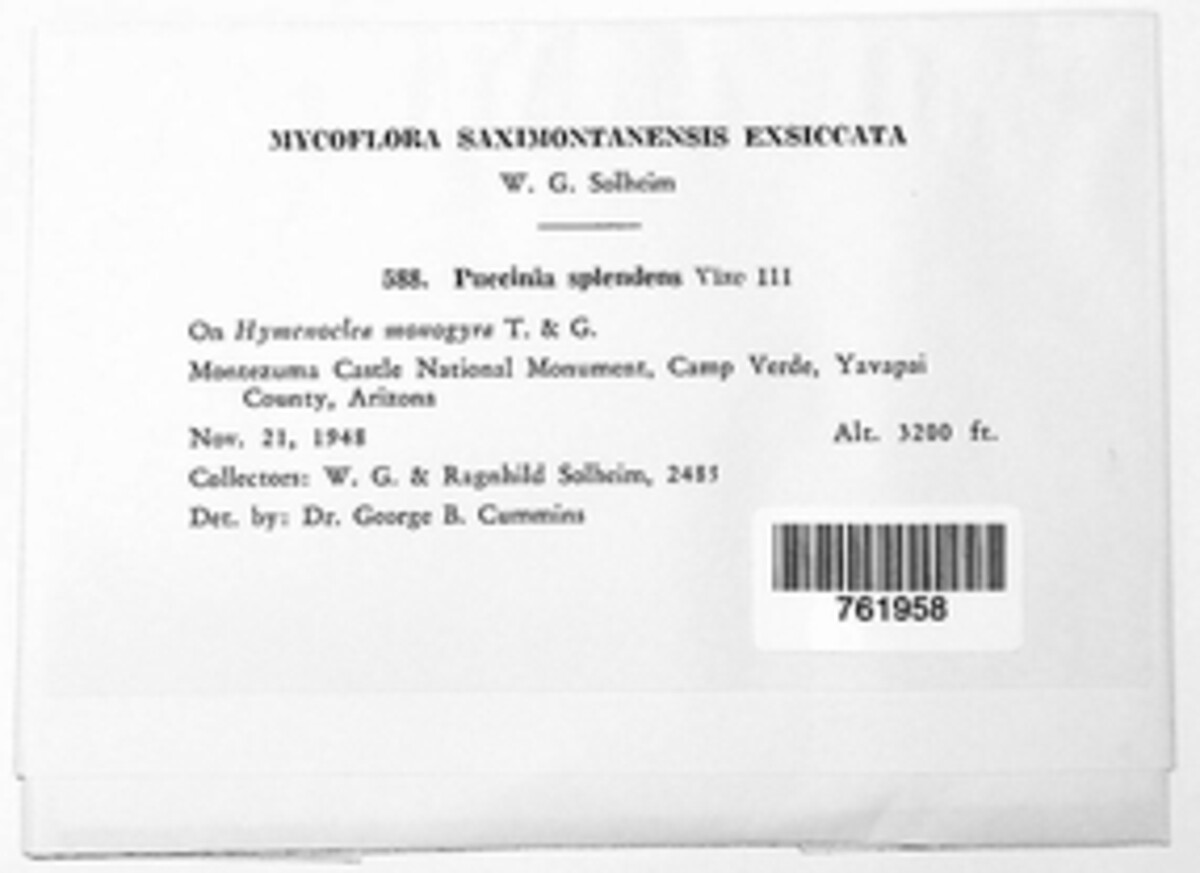 MYCOFLORA SAXIMONTANENSIS EXSICCATA
W. G. Solheim
588. Puccinia splendens Vize III
On Hymenoclea monogyra T. & G.
Montezuma Castle National Monument, Camp Verde, Yavapai
County, Arizona
Nov. 21, 1948 Alt. 3200 ft.
Collectors: W. G. & Ragnhild Solheim, 2485
Det. by: Dr. George B. Cummins
761958